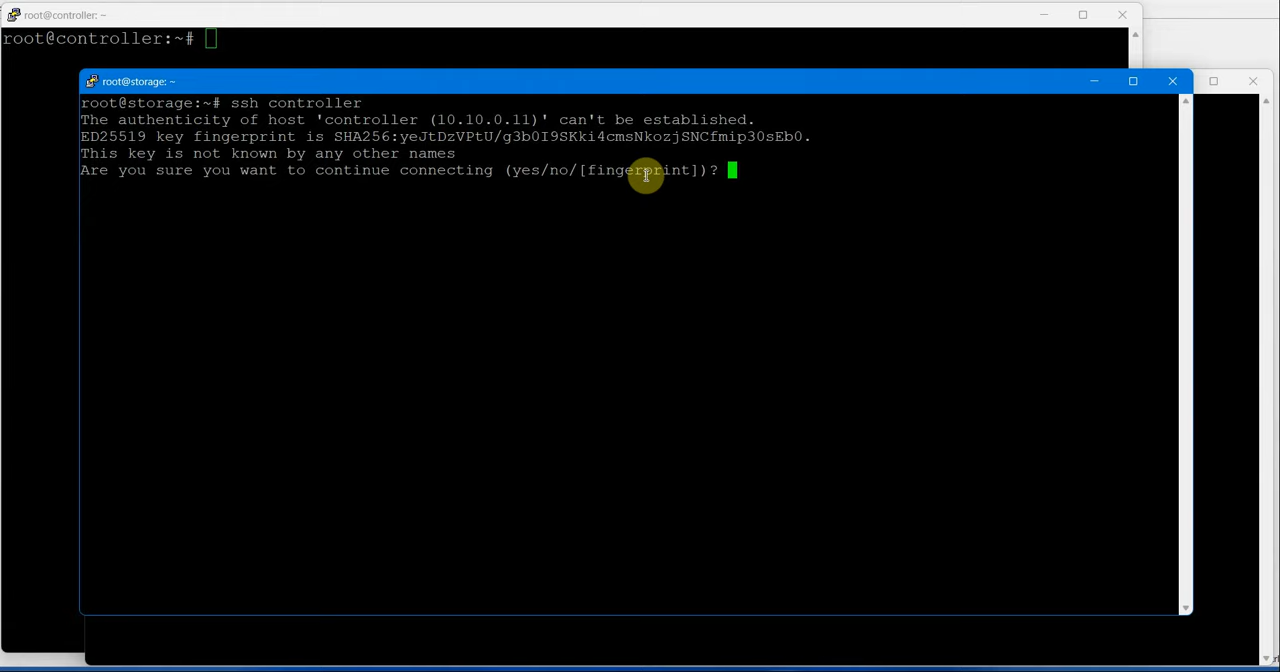 root@controller: ~
root@controller:~#
root@storage: ~
root@storage:~# ssh controller
The authenticity of host 'controller (10.10.0.11)' can't be established.
ED25519 key fingerprint is SHA256:yeJtDzVPtU/g3b0I9SKki4cmsNkozjSNCfmip30sEb0.
This key is not known by any other names
Are you sure you want to continue connecting (yes/no/[fingerprint])?